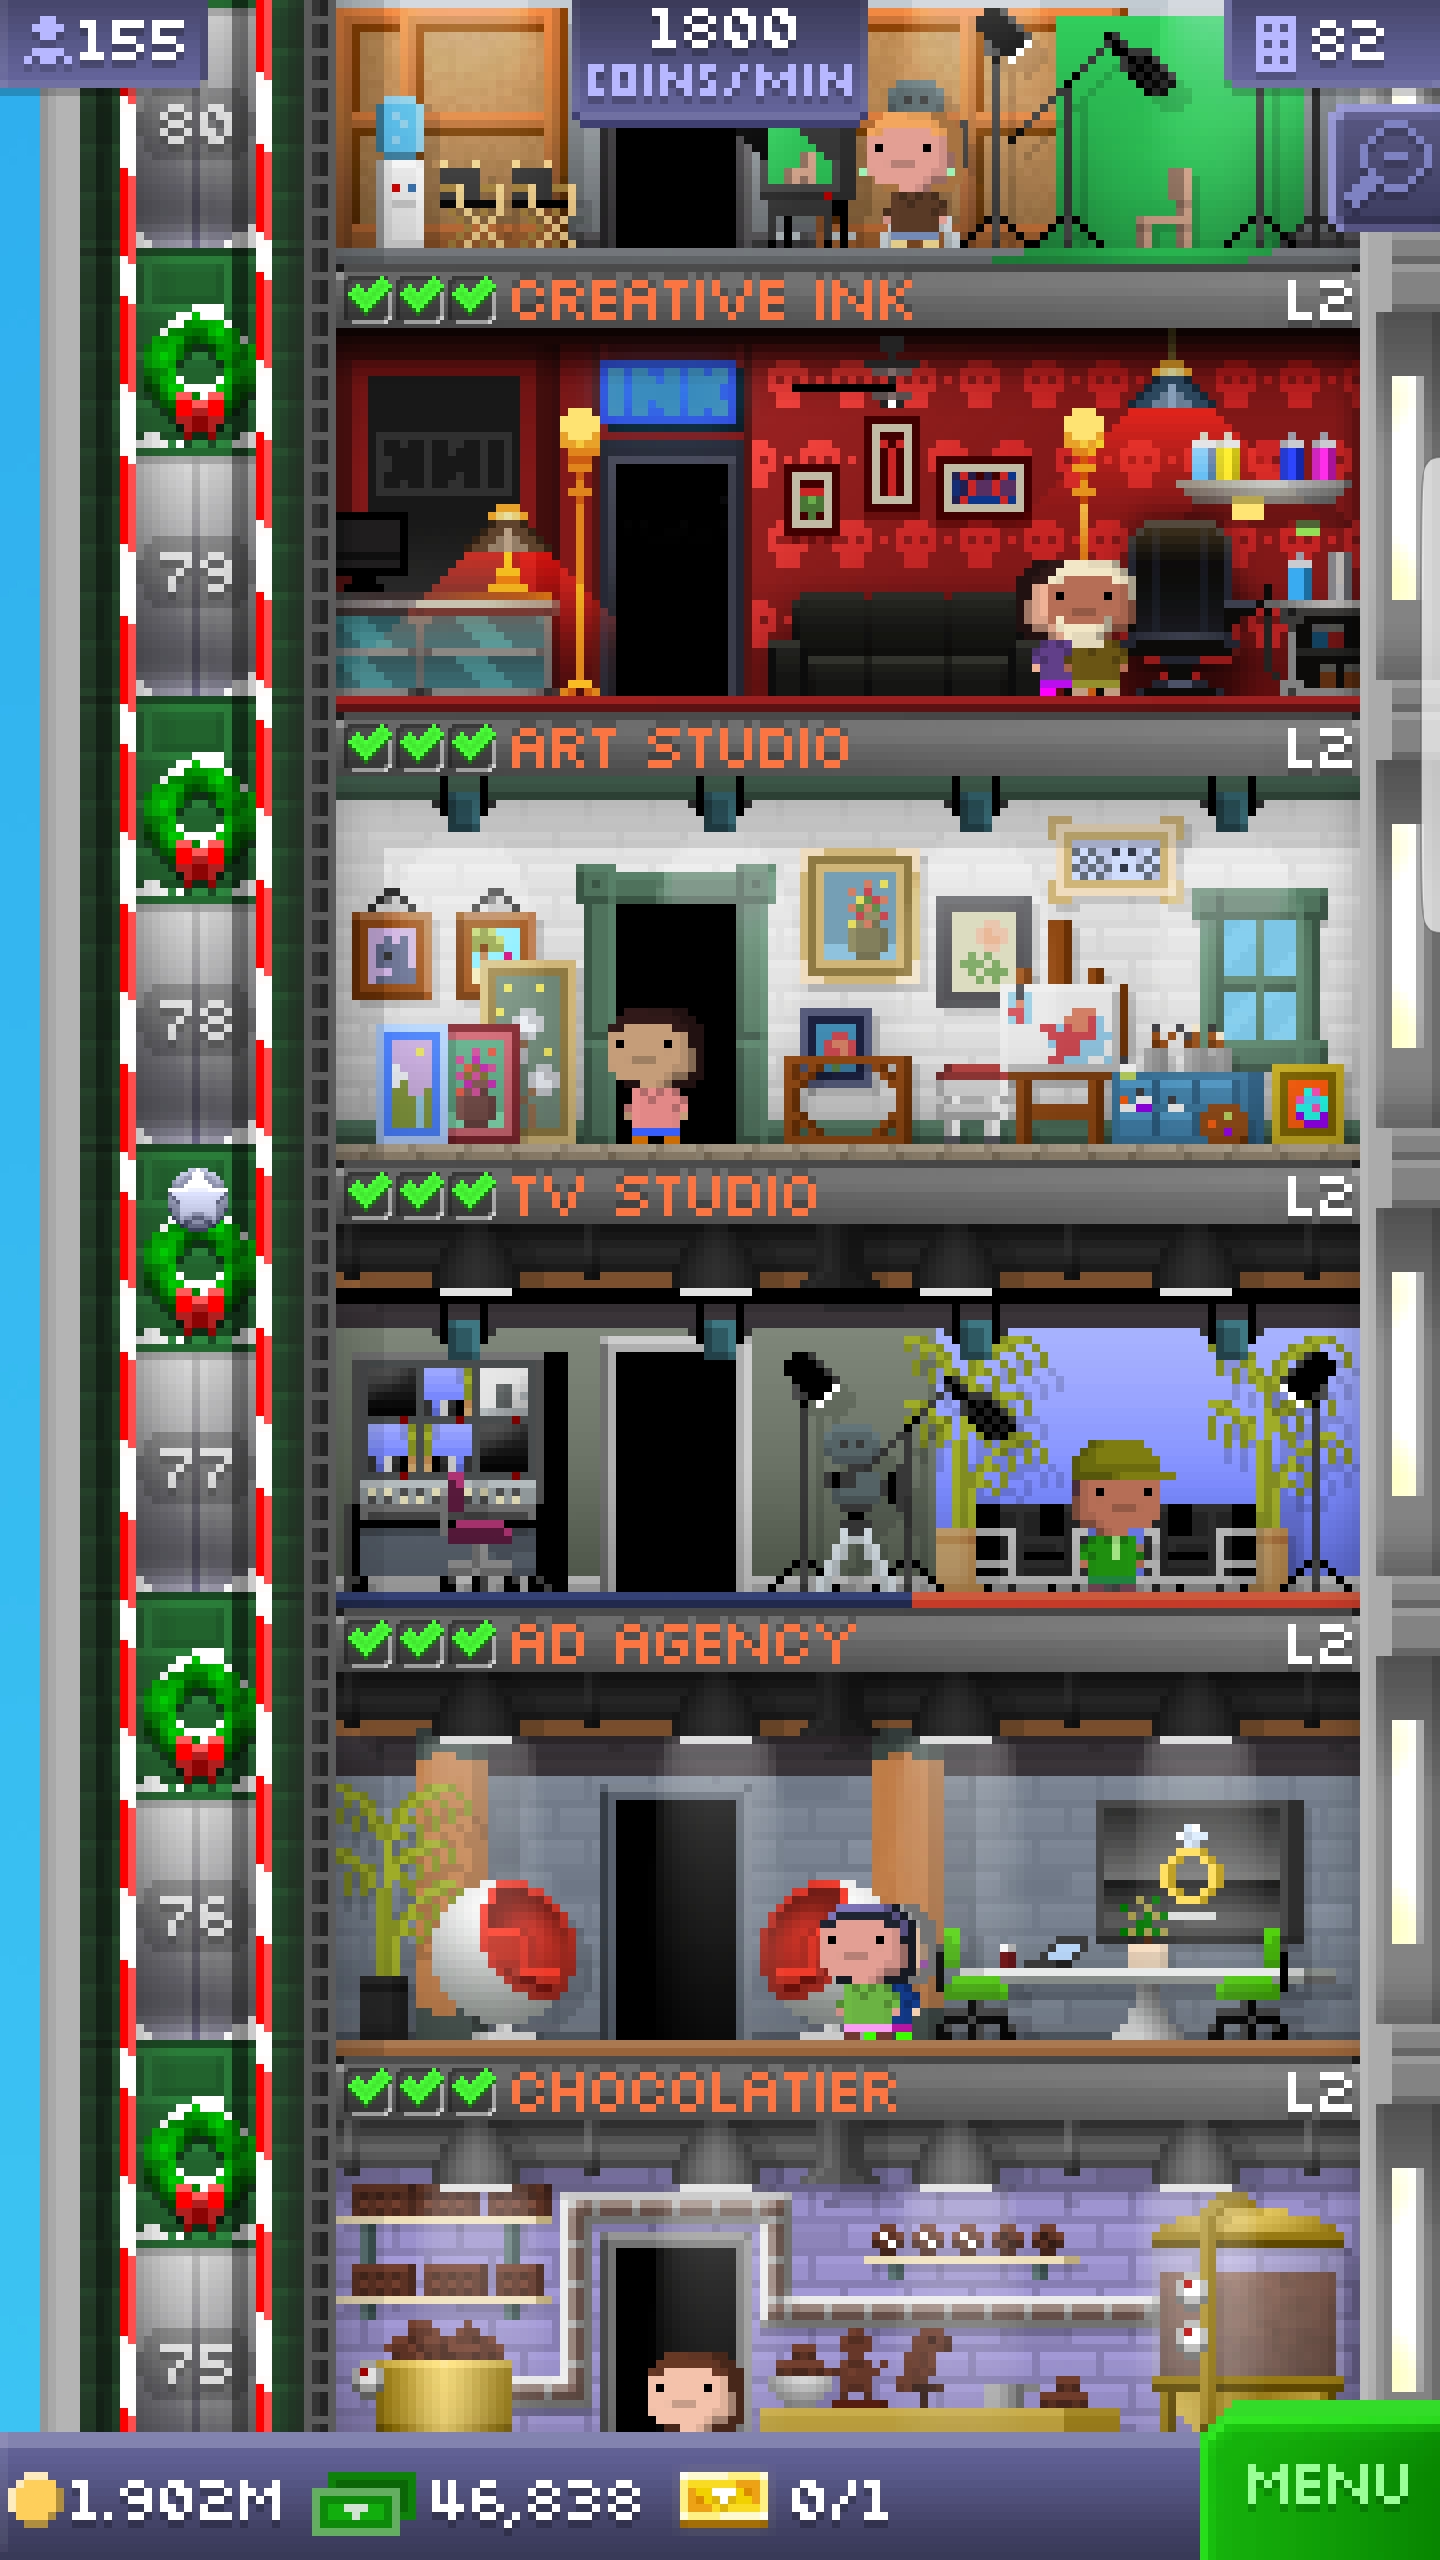 155
1800
COINS/MIN
82
80
CREATIVE INK L2
INK
INK
79
ART STUDIO L2
78
TV STUDIO L2
77
AD AGENCY L2
76
CHOCOLATIER L2
75
1.902M 46,838 0/1
MENU